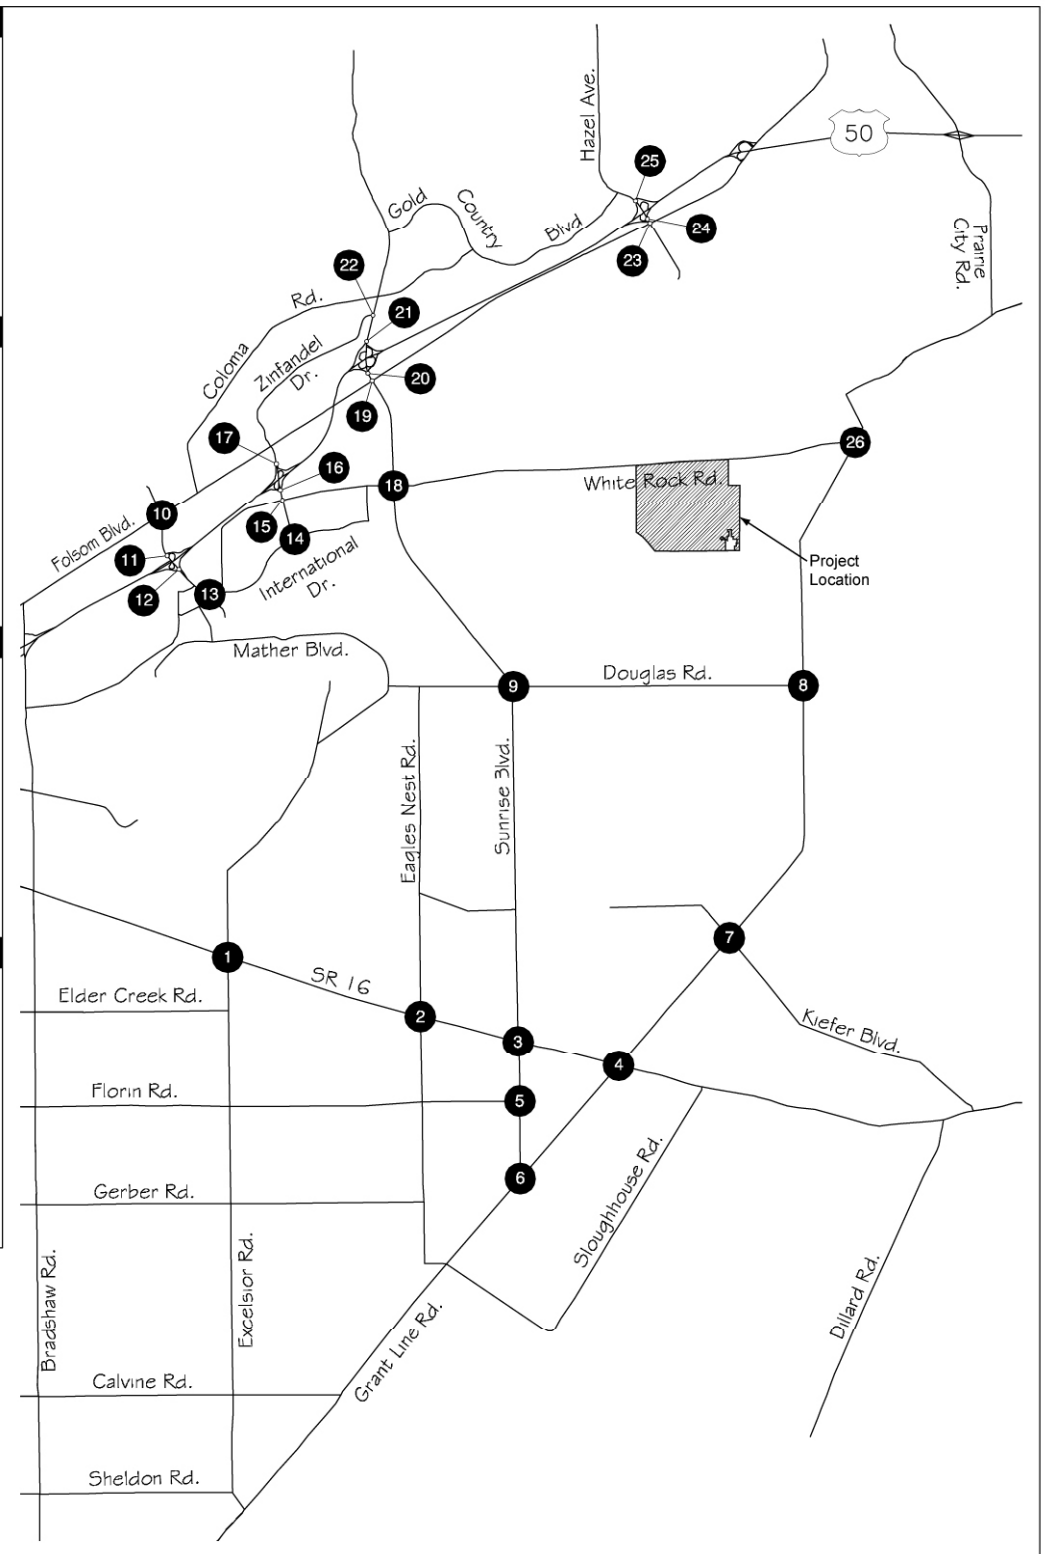 50
Hazel Ave.
25
Gold
Country
Blvd
24
23
Prairie
City Rd.
22
Rd.
21
Coloma
Zinfandel
Dr.
20
19
17
16
26
White Rock Rd.
18
10
15
14
Folsom Blvd.
11
International
Dr.
12
13
Project
Location
Mather Blvd.
Douglas Rd.
9
8
Eagles Nest Rd.
Sunrise Blvd.
7
1
SR 16
Elder Creek Rd.
2
3
Kiefer Blvd.
4
Florin Rd.
5
6
Gerber Rd.
Sloughhouse Rd.
Bradshaw Rd.
Excelsior Rd.
Dillard Rd.
Grant Line Rd.
Calvine Rd.
Sheldon Rd.